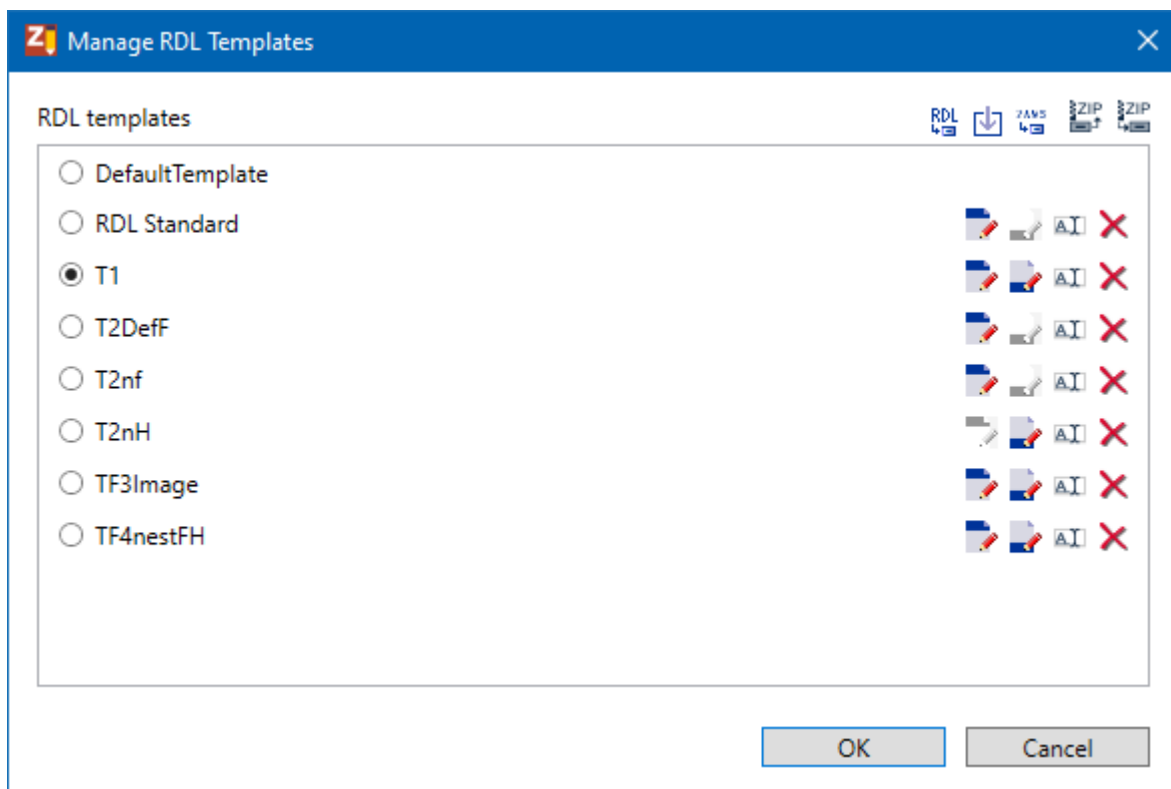 Manage RDL Templates
RDL templates
RDL
ZIP
ZIP
DefaultTemplate
RDL Standard
T1
T2DefF
T2nf
T2nH
TF3Image
TF4nestFH
OK
Cancel